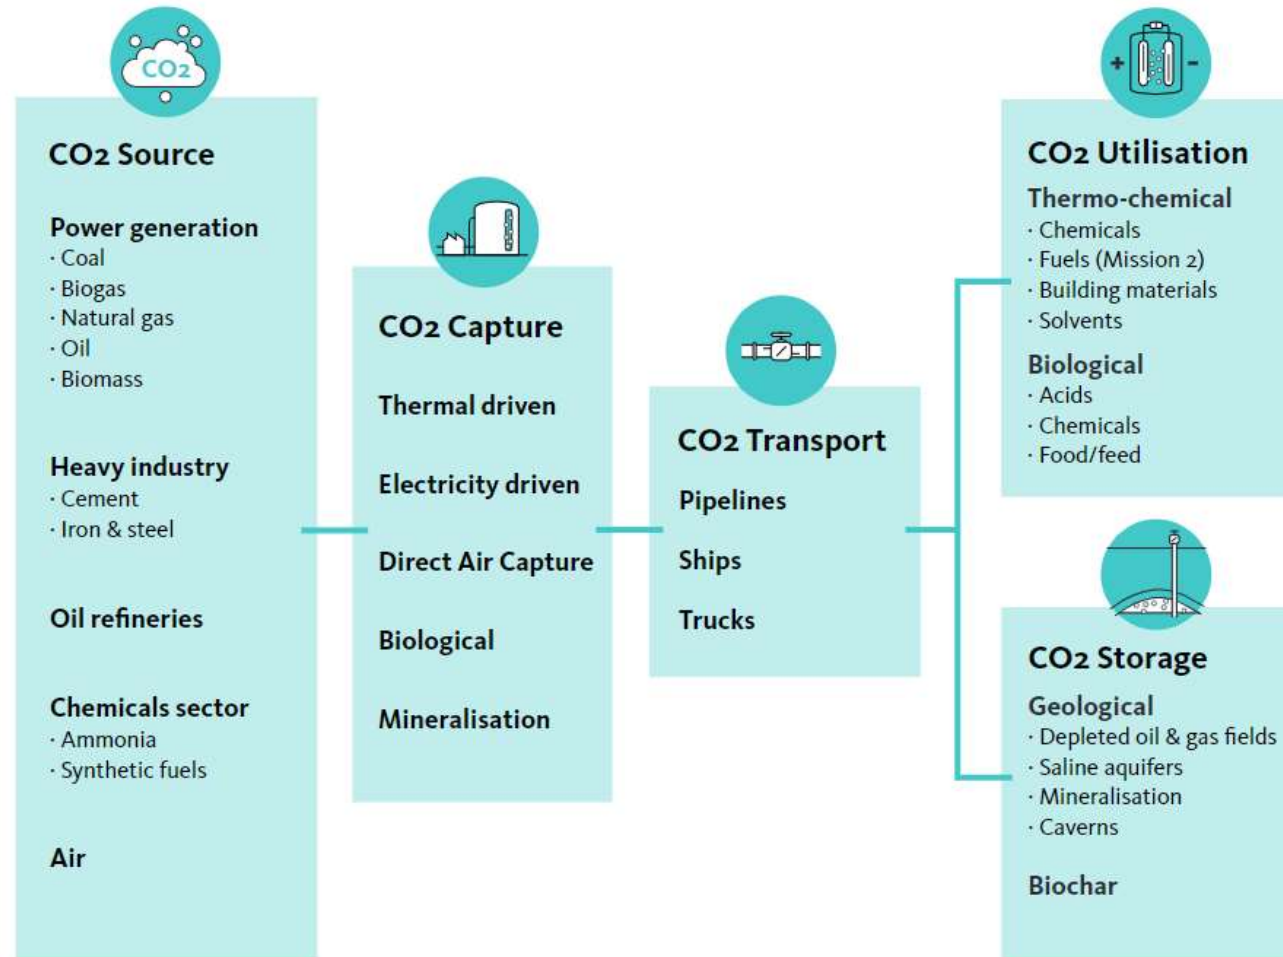 CO2
CO2 Source
Power generation
· Coal
· Biogas
· Natural gas
· Oil
· Biomass
Heavy industry
· Cement
· Iron & steel
Oil refineries
Chemicals sector
· Ammonia
· Synthetic fuels
Air
CO2 Capture
Thermal driven
Electricity driven
Direct Air Capture
Biological
Mineralisation
CO2 Transport
Pipelines
Ships
Trucks
+ -
CO2 Utilisation
Thermo-chemical
· Chemicals
· Fuels (Mission 2)
· Building materials
· Solvents
Biological
· Acids
· Chemicals
· Food/feed
CO2 Storage
Geological
· Depleted oil & gas fields
· Saline aquifers
· Mineralisation
· Caverns
Biochar